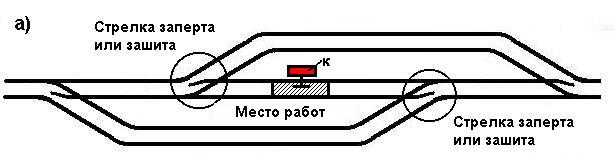 а)
Стрелка заперта
или зашита
к
Место работ
Стрелка заперта
или зашита